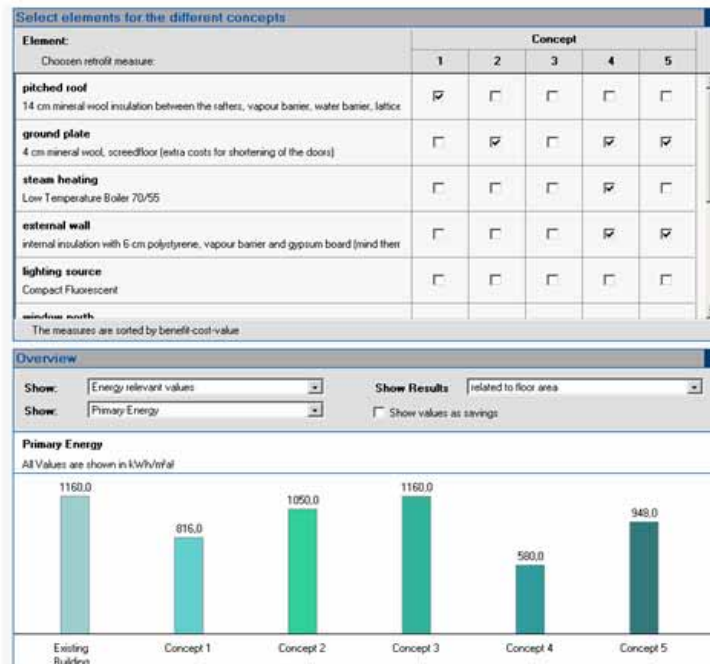 Select elements for the different concepts
Element:
Concept
Choosen retrofit measure:
1 2 3 4 5
pitched roof
14 cm mineral wool insulation between the rafters, vapour barrier, water barrier, lattice
ground plate
4 cm mineral wool, screedfloor (extra costs for shortening of the doors)
steam heating
Low Temperature Boiler 70/55
external wall
internal insulation with 6 cm polystyrene, vapour barrier and gypsum board (mind therr
lighting source
Compact Fluorescent
window north
The measures are sorted by benefit-cost-value
Overview
Show: Energy relevant values Show Results related to floor area
Show: Primary Energy Show values as savings
Primary Energy
All Values are shown in kWh/m²a!
1160,0 816,0 1050,0 1160,0 580,0 948,0
Existing Building Concept 1 Concept 2 Concept 3 Concept 4 Concept 5